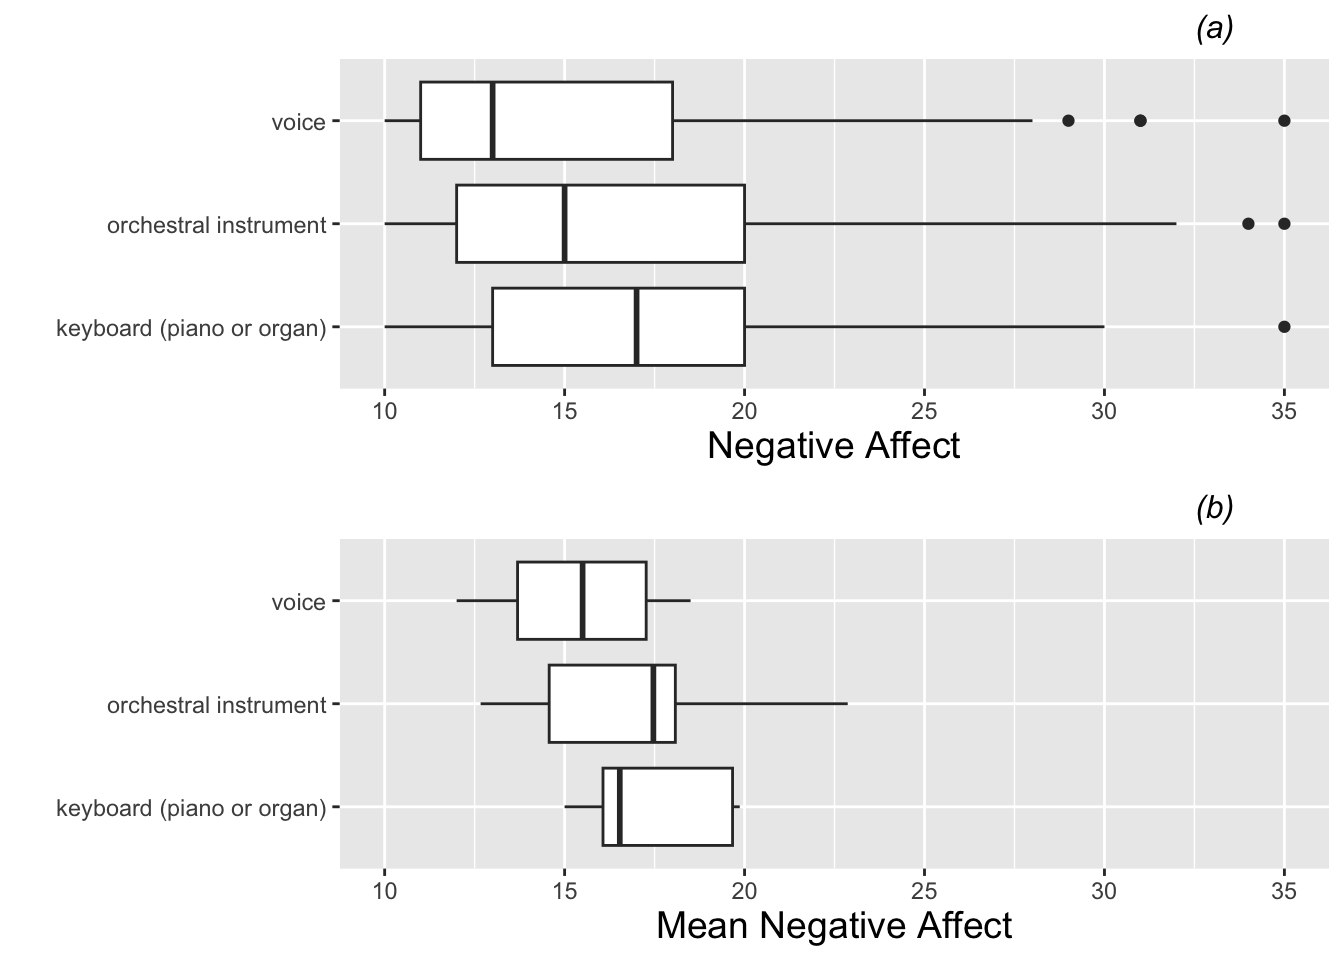 (a)
voice
orchestral instrument
keyboard (piano or organ)
10 15 20 25 30 35
Negative Affect
(b)
voice
orchestral instrument
keyboard (piano or organ)
10 15 20 25 30 35
Mean Negative Affect